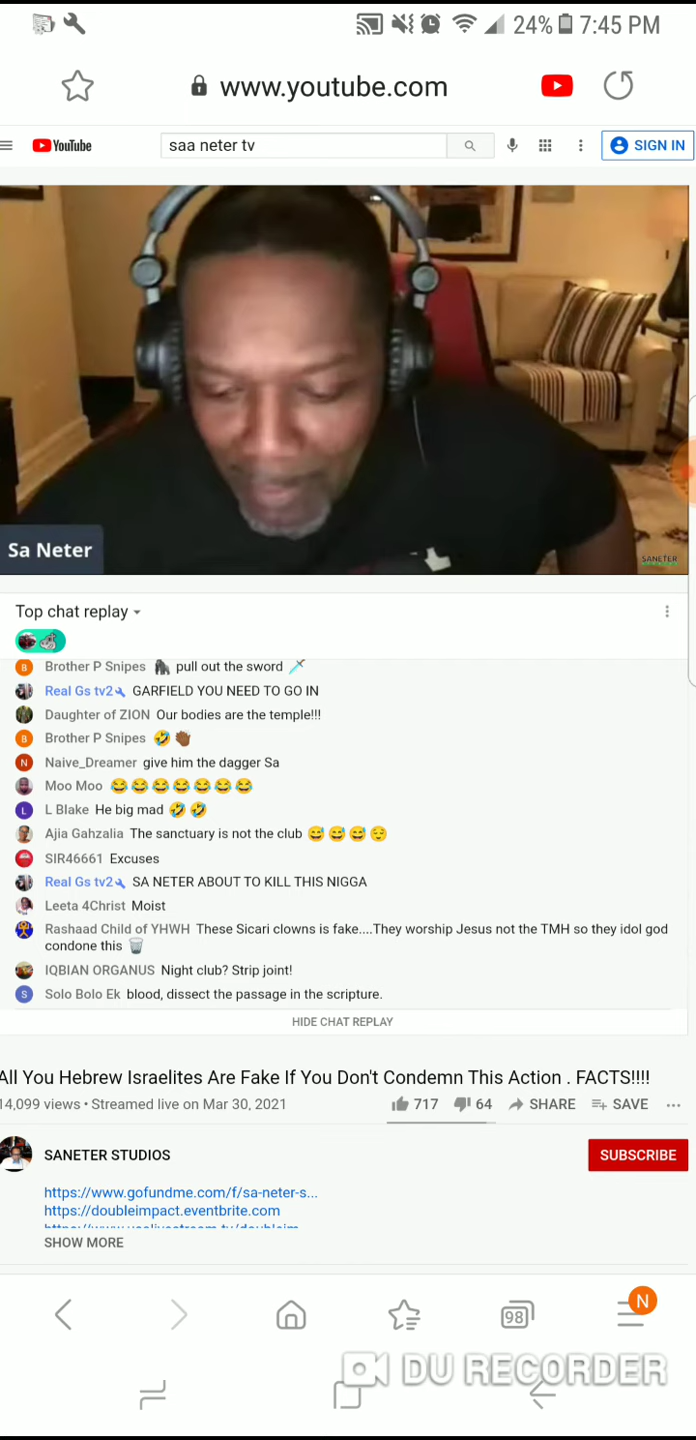 24% 7:45 PM
www.youtube.com
YouTube
saa neter tv
SIGN IN
Sa Neter
SANETER
Top chat replay
B Brother P Snipes 🦍 pull out the sword 🗡️
Real Gs tv2 GARFIELD YOU NEED TO GO IN
Daughter of ZION Our bodies are the temple!!!
B Brother P Snipes 🤣 👋🏾
N Naive_Dreamer give him the dagger Sa
Moo Moo 😂😂😂😂😂😂😂
L L Blake He big mad 🤣 🤣
Ajia Gahzalia The sanctuary is not the club 😅 😅 😅 😌
SIR46661 Excuses
Real Gs tv2 SA NETER ABOUT TO KILL THIS NIGGA
Leeta 4Christ Moist
Rashaad Child of YHWH These Sicari clowns is fake....They worship Jesus not the TMH so they idol god
condone this 🗑️
IQBIAN ORGANUS Night club? Strip joint!
S Solo Bolo Ek blood, dissect the passage in the scripture.
HIDE CHAT REPLAY
All You Hebrew Israelites Are Fake If You Don't Condemn This Action . FACTS!!!!
14,099 views • Streamed live on Mar 30, 2021
717 64 SHARE SAVE ...
SANETER STUDIOS
SUBSCRIBE
https://www.gofundme.com/f/sa-neter-s...
https://doubleimpact.eventbrite.com
SHOW MORE
98
N
DU RECORDER